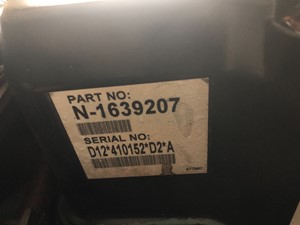 PART NO:
N-1639207
SERIAL NO:
D12*410152*D2*A